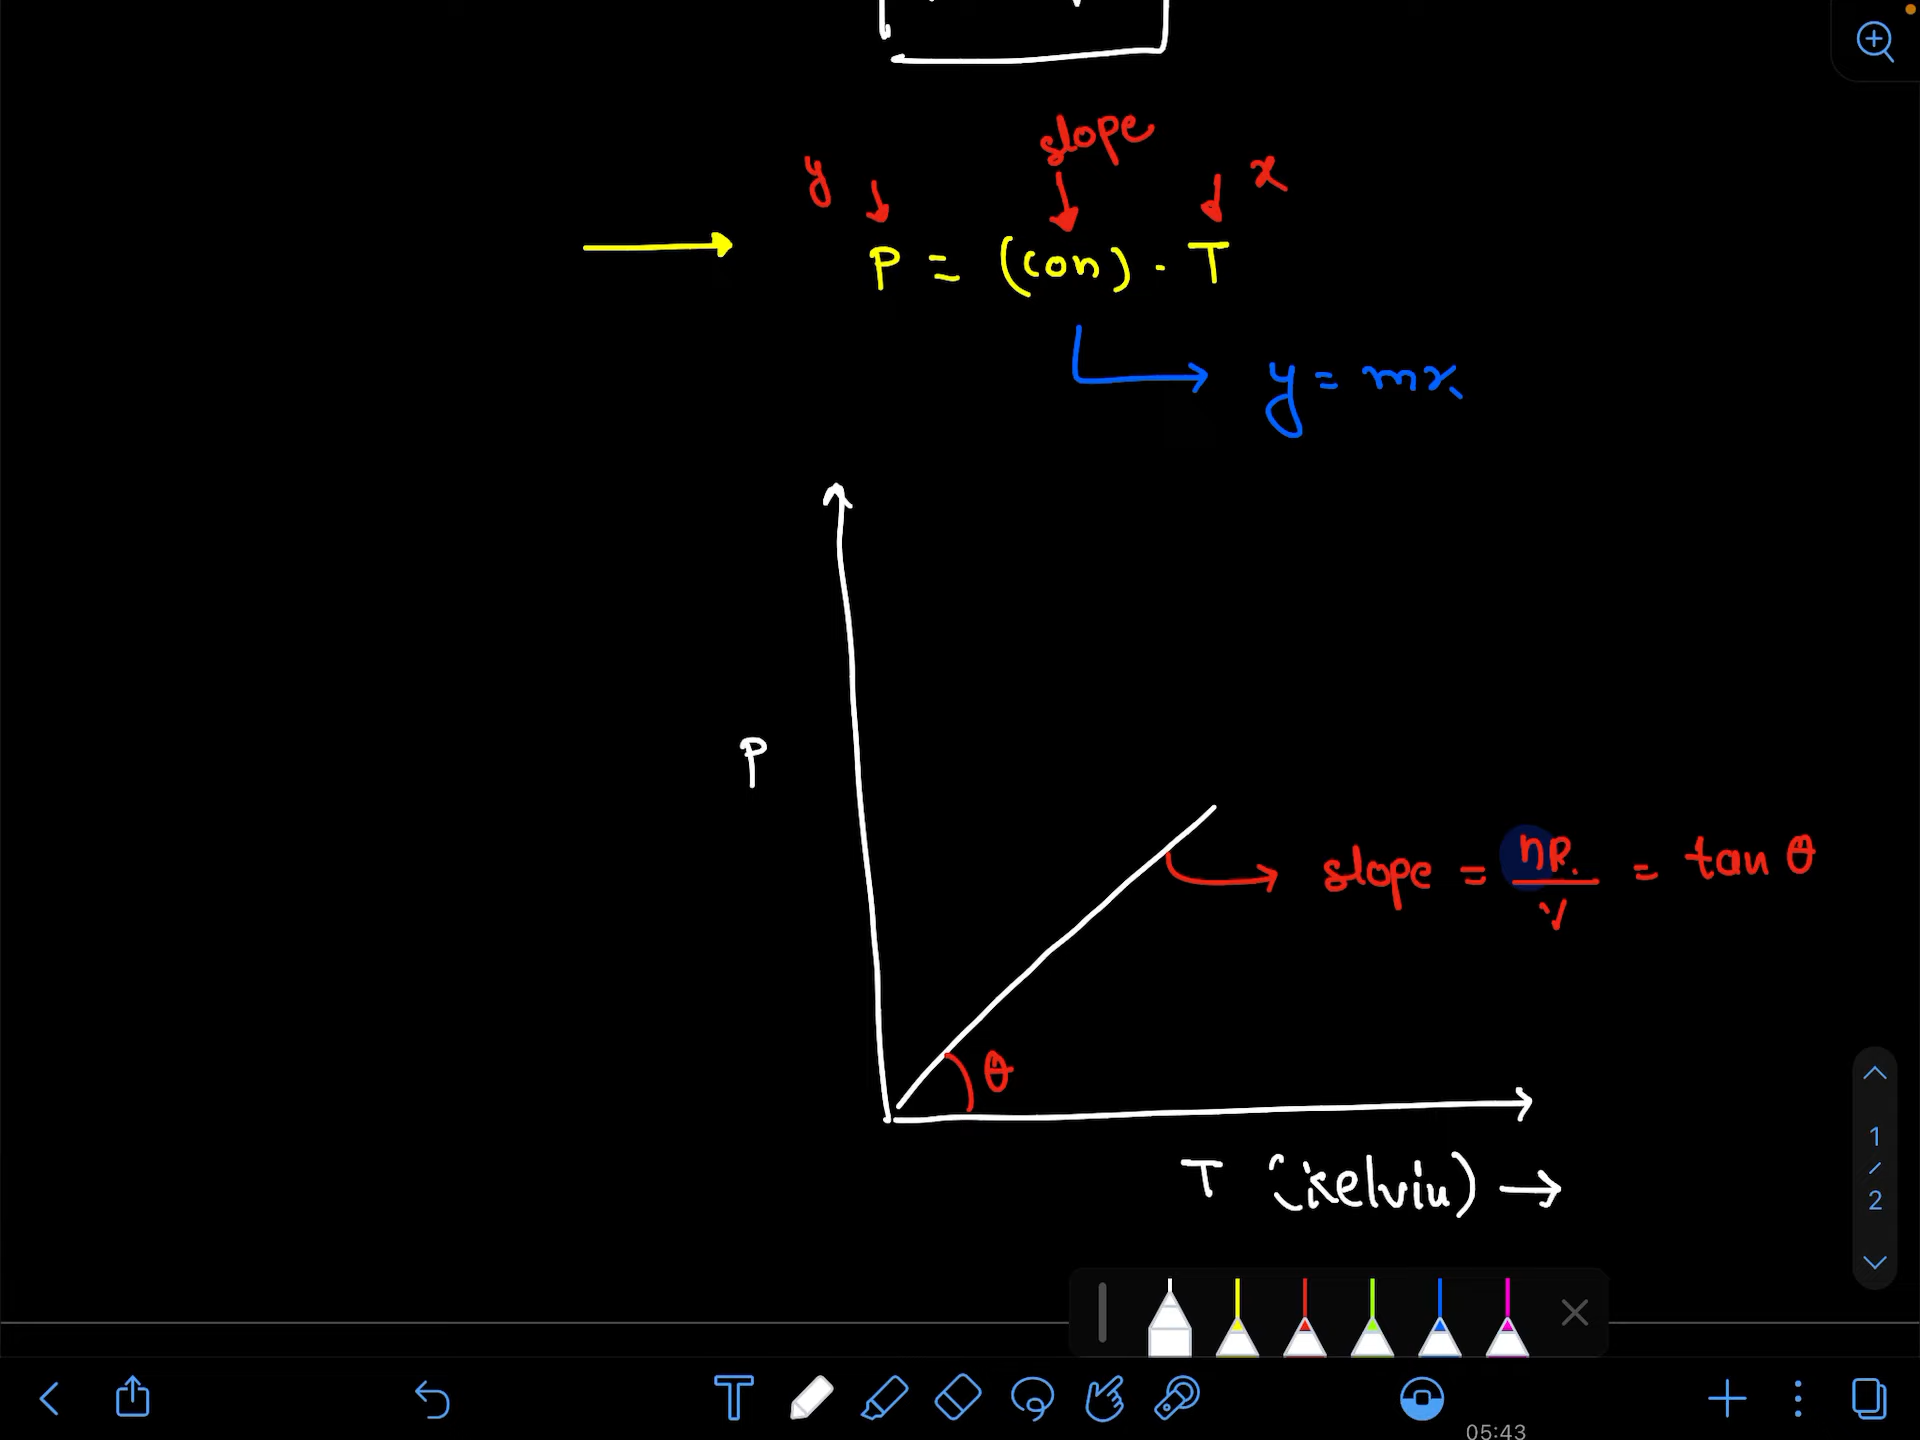 slope
y x
P = (con) · T
y = mx
P
slope = nR. / V = tan θ
θ
T (Kelvin) →
1
/
2
05:43